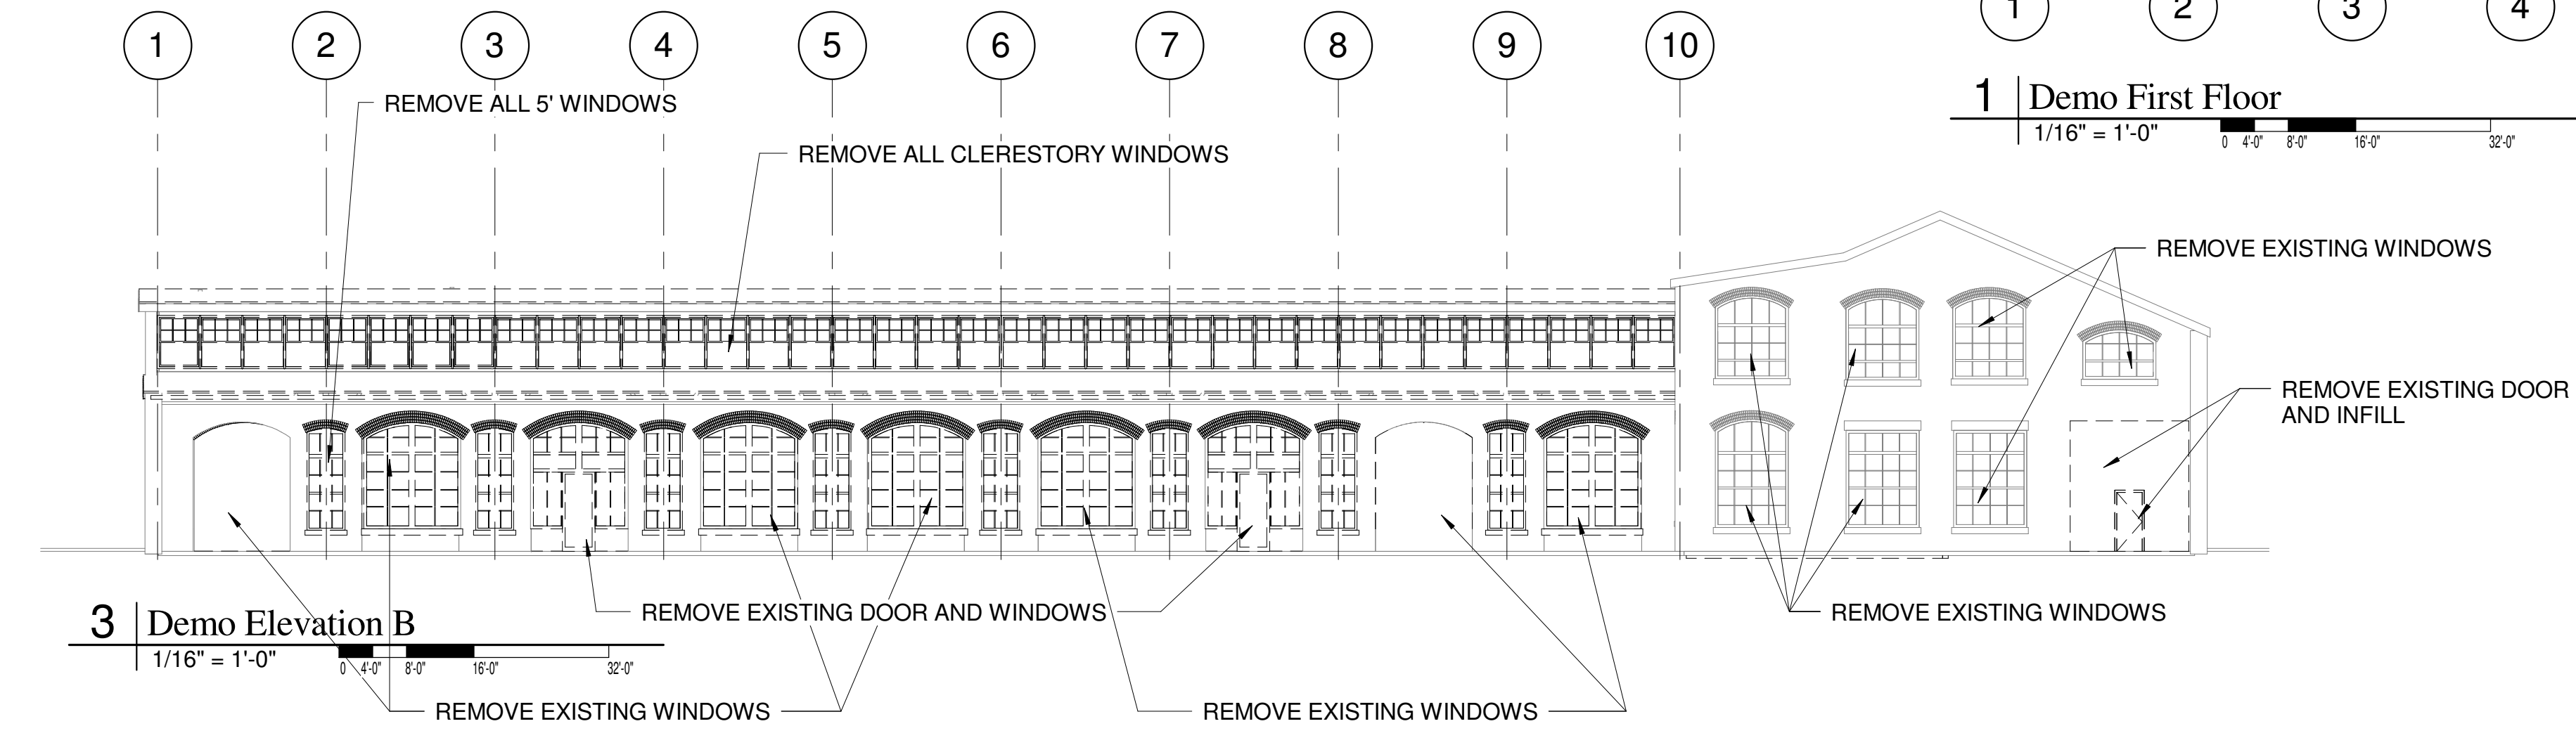 1 2 3 4 5 6 7 8 9 10
1 2 3 4
REMOVE ALL 5' WINDOWS
REMOVE ALL CLERESTORY WINDOWS
1 Demo First Floor
1/16" = 1'-0" 0 4'-0" 8'-0" 16'-0" 32'-0"
REMOVE EXISTING WINDOWS
REMOVE EXISTING DOOR
AND INFILL
REMOVE EXISTING DOOR AND WINDOWS
REMOVE EXISTING WINDOWS
3 Demo Elevation B
1/16" = 1'-0" 0 4'-0" 8'-0" 16'-0" 32'-0"
REMOVE EXISTING WINDOWS
REMOVE EXISTING WINDOWS